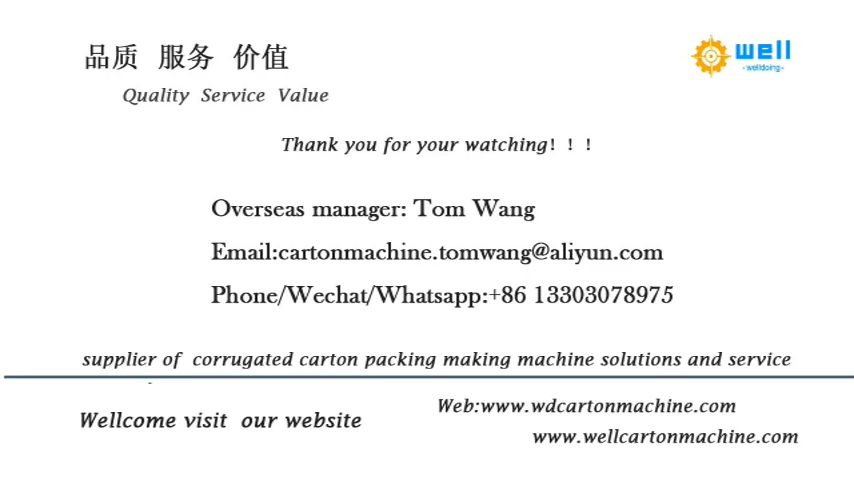 品质 服务 价值
well
-welldoing-
Quality Service Value
Thank you for your watching！！！
Overseas manager: Tom Wang
Email:cartonmachine.tomwang@aliyun.com
Phone/Wechat/Whatsapp:+86 13303078975
supplier of corrugated carton packing making machine solutions and service
Wellcome visit our website
Web:www.wdcartonmachine.com
www.wellcartonmachine.com